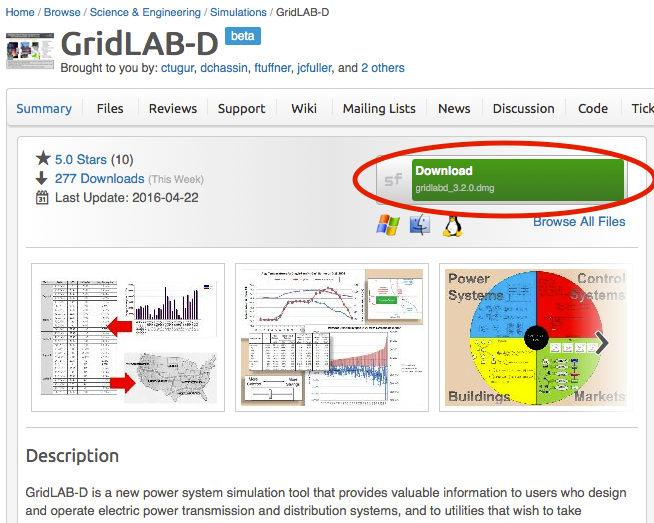 Home / Browse / Science & Engineering / Simulations / GridLAB-D
GridLAB-D beta
Brought to you by: ctugur, dchassin, ftuffner, jcfuller, and 2 others
Summary Files Reviews Support Wiki Mailing Lists News Discussion Code Tick
5.0 Stars (10)
277 Downloads (This Week)
Last Update: 2016-04-22
sf Download
gridlabd_3.2.0.dmg
Browse All Files
More
Savings
Power
Systems
Control
Systems
Buildings
Markets
Description
GridLAB-D is a new power system simulation tool that provides valuable information to users who design
and operate electric power transmission and distribution systems, and to utilities that wish to take